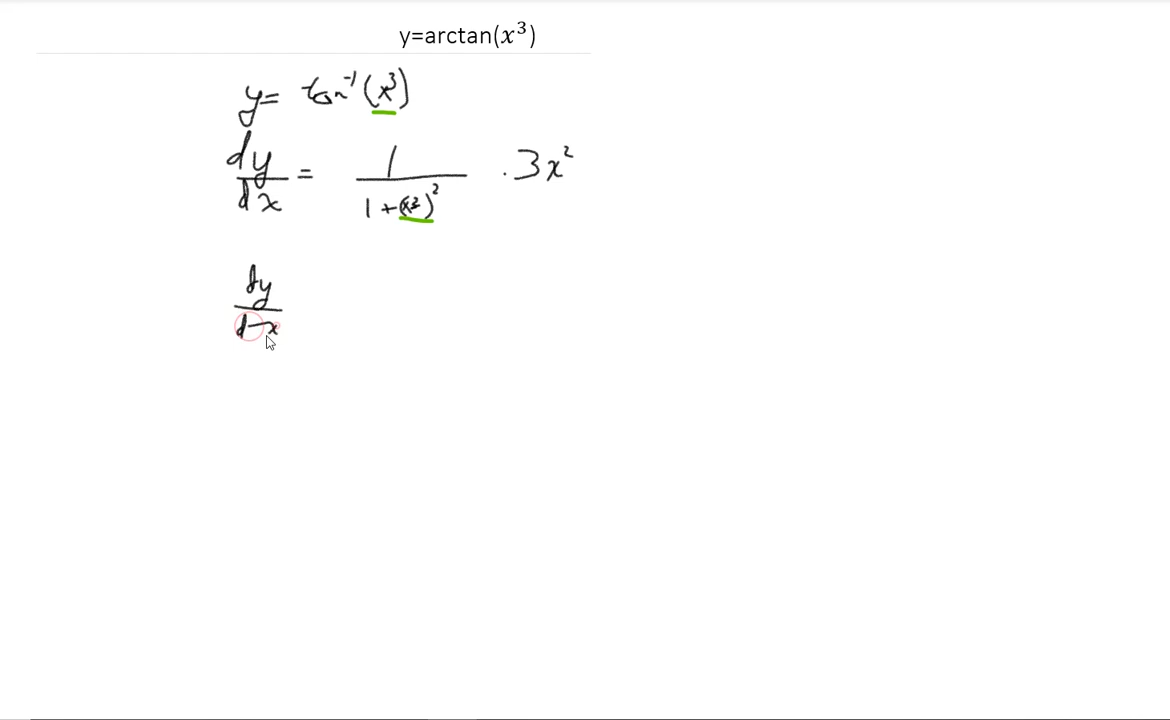 y=arctan(x³)
y= tan⁻¹(x³)
dy/dx = 1/(1+(x³)²) . 3x²
dy/dx